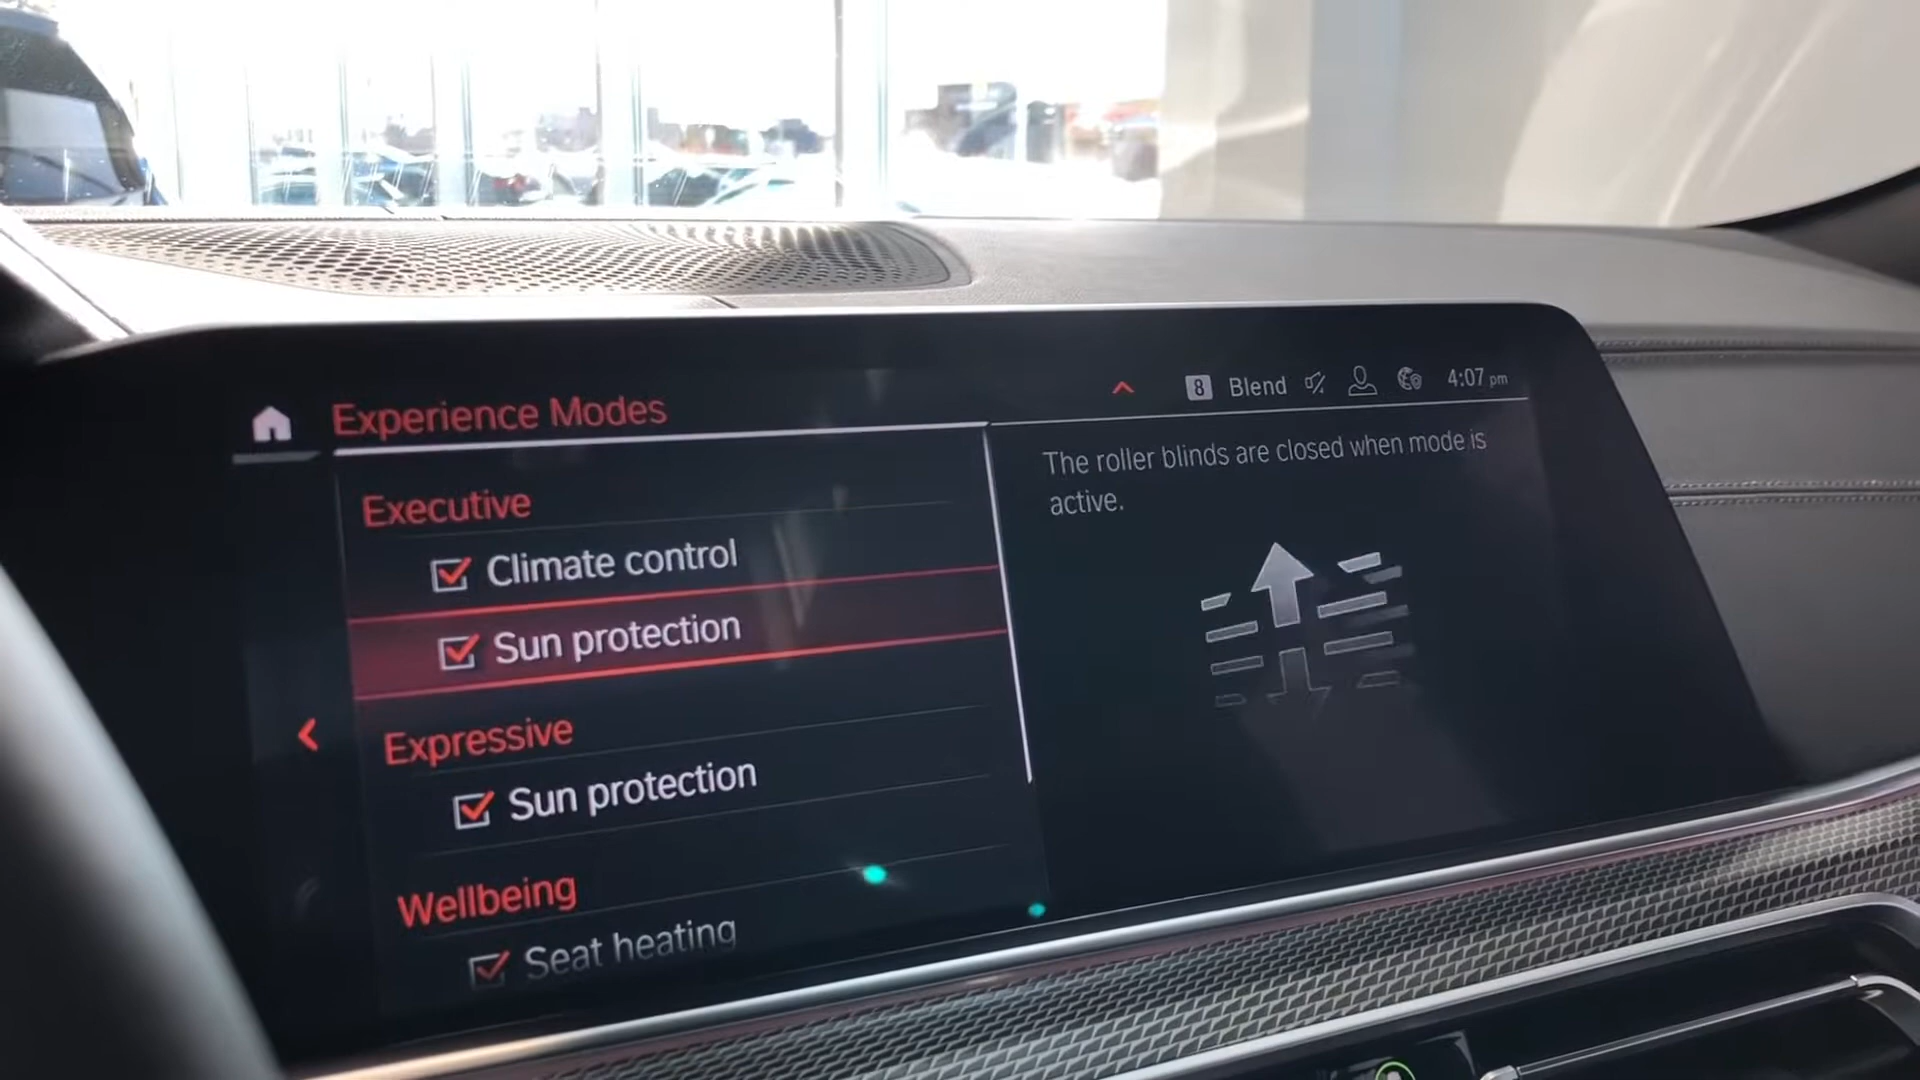 Experience Modes
8 Blend 4:07 pm
Executive
Climate control
Sun protection
Expressive
Sun protection
Wellbeing
Seat heating
The roller blinds are closed when mode is
active.